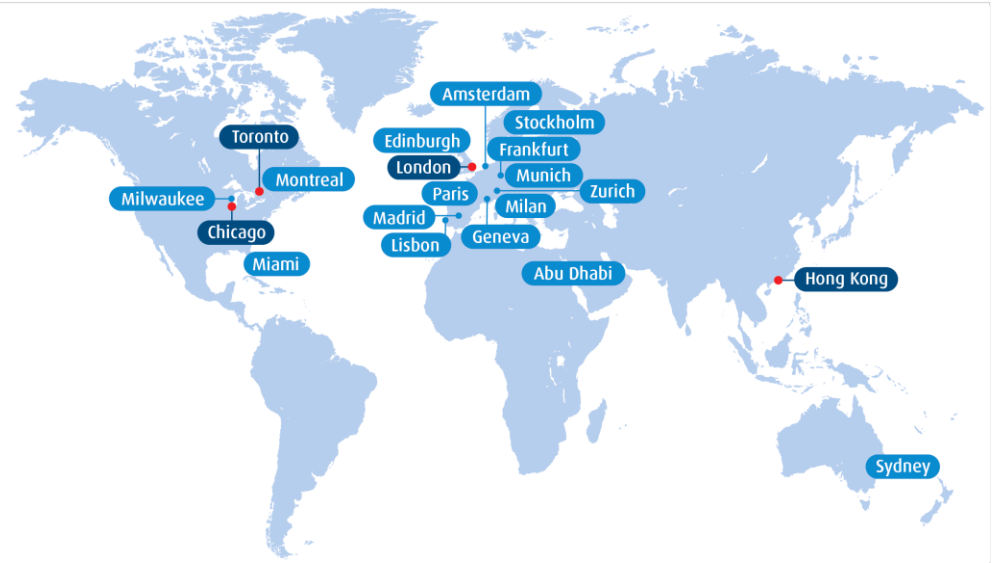 Amsterdam
Stockholm
Toronto
Edinburgh
Frankfurt
London
Munich
Montreal
Zurich
Paris
Milwaukee
Milan
Madrid
Chicago
Geneva
Lisbon
Miami
Abu Dhabi
Hong Kong
Sydney